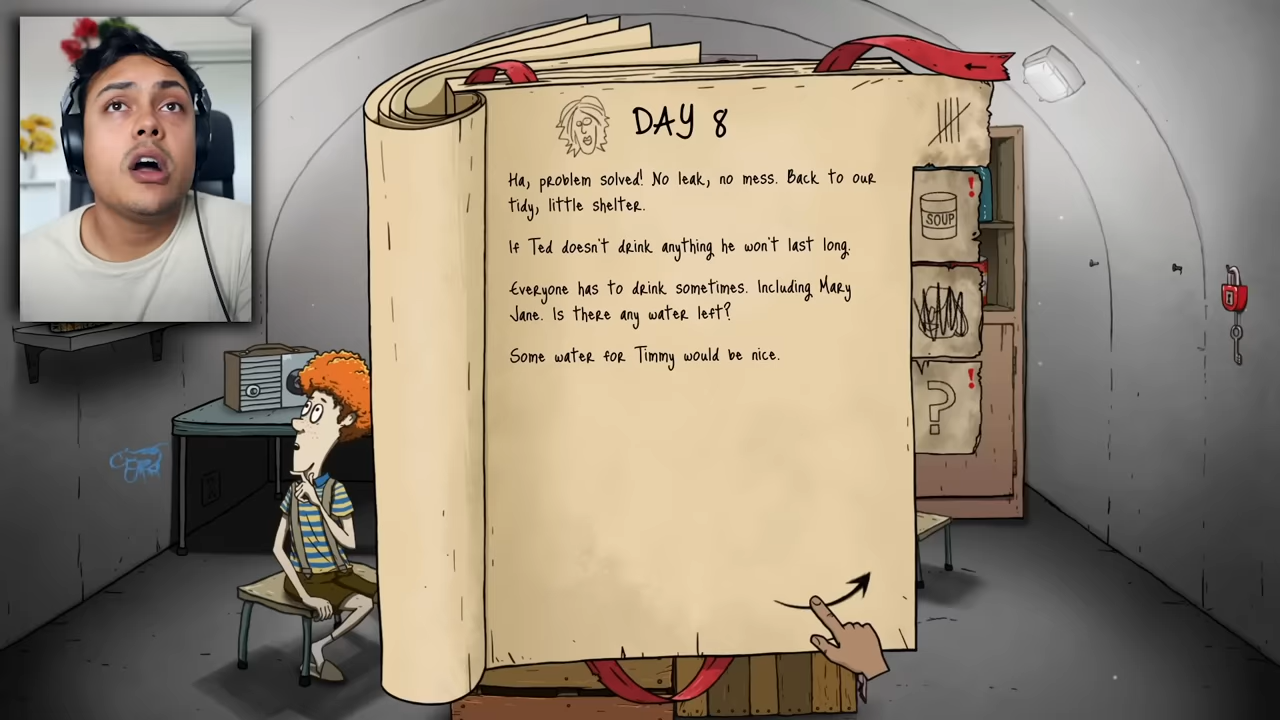 DAY 8
Ha, problem solved! No leak, no mess. Back to our
tidy, little shelter.
If Ted doesn't drink anything he won't last long.
Everyone has to drink sometimes. Including Mary
Jane. Is there any water left?
Some water for Timmy would be nice.
!
SOUP
!
?